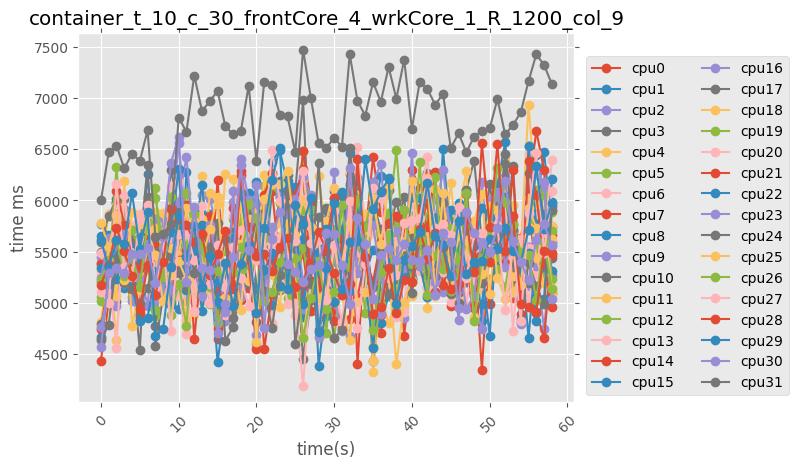 container_t_10_c_30_frontCore_4_wrkCore_1_R_1200_col_9
time ms
7500
7000
6500
6000
5500
5000
4500
0
10
20
30
40
50
60
time(s)
cpu0
cpu1
cpu2
cpu3
cpu4
cpu5
cpu6
cpu7
cpu8
cpu9
cpu10
cpu11
cpu12
cpu13
cpu14
cpu15
cpu16
cpu17
cpu18
cpu19
cpu20
cpu21
cpu22
cpu23
cpu24
cpu25
cpu26
cpu27
cpu28
cpu29
cpu30
cpu31